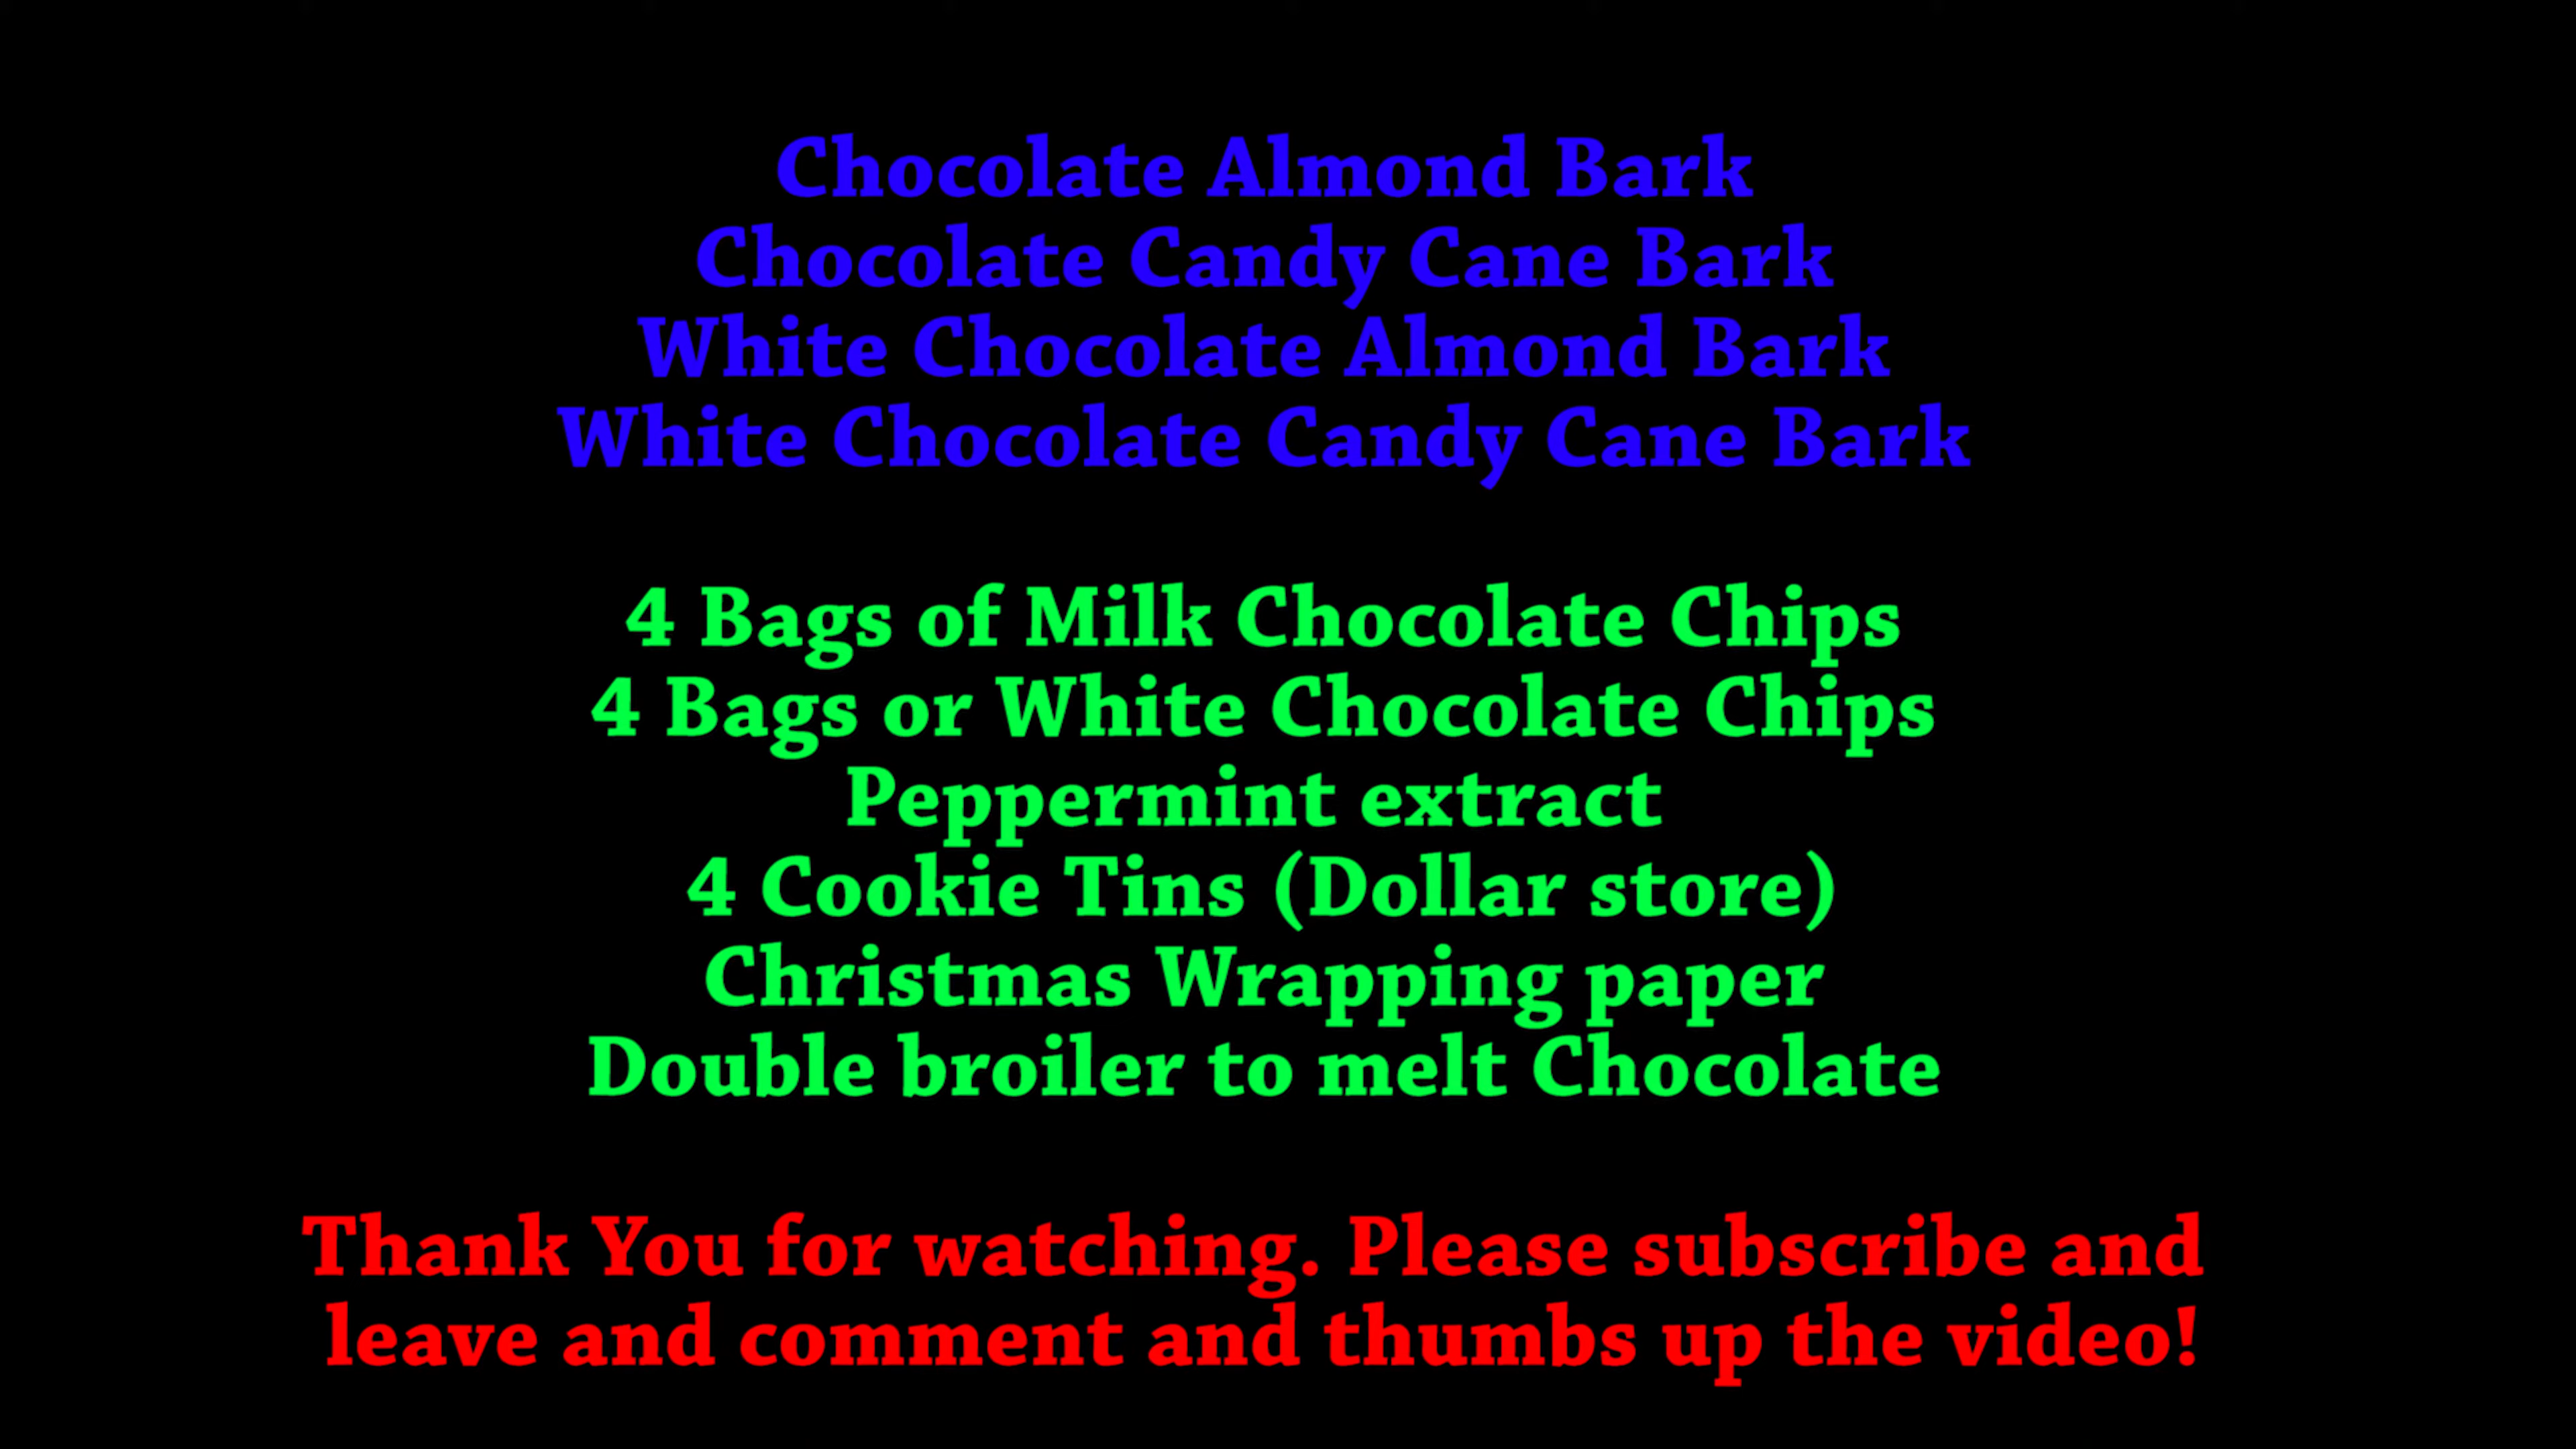 Chocolate Almond Bark
Chocolate Candy Cane Bark
White Chocolate Almond Bark
White Chocolate Candy Cane Bark
4 Bags of Milk Chocolate Chips
4 Bags or White Chocolate Chips
Peppermint extract
4 Cookie Tins (Dollar store)
Christmas Wrapping paper
Double broiler to melt Chocolate
Thank You for watching. Please subscribe and
leave and comment and thumbs up the video!